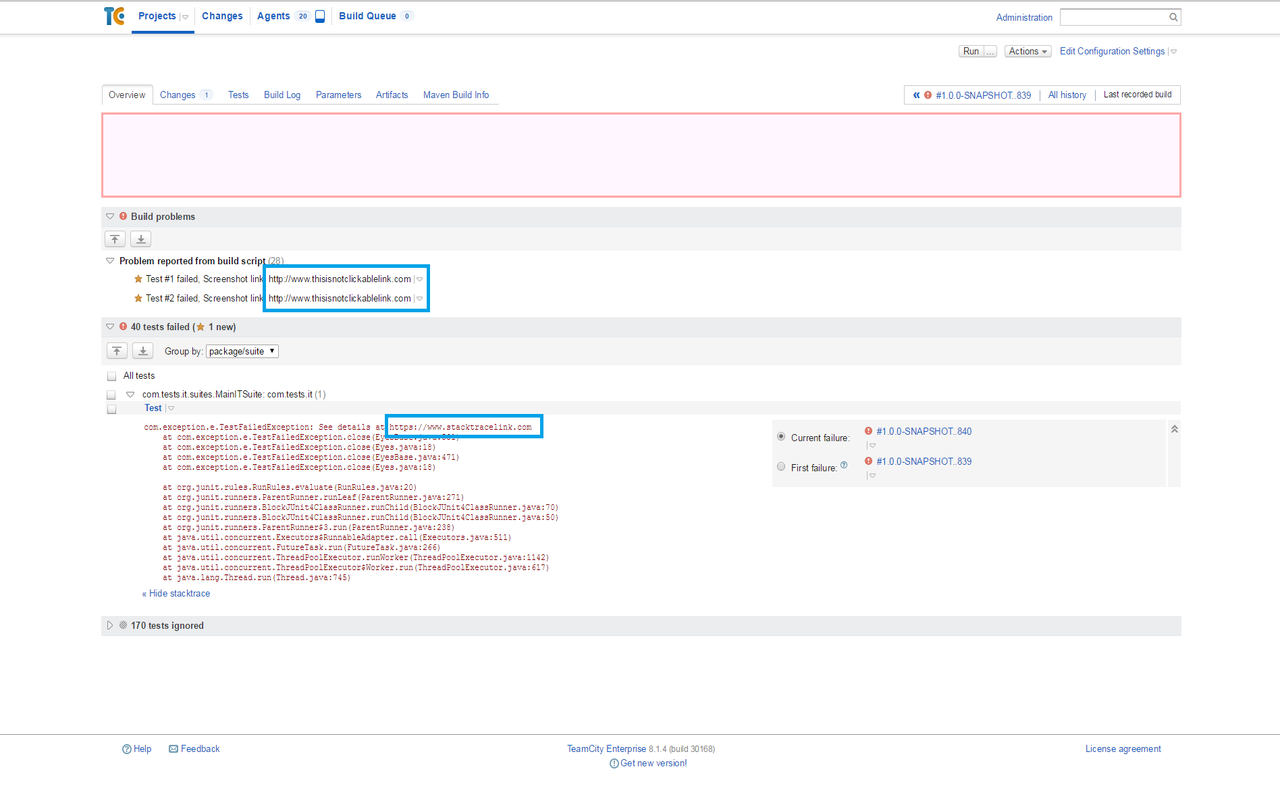 TC Projects Changes Agents 20 Build Queue 0 Administration
Run ... Actions Edit Configuration Settings
Overview Changes 1 Tests Build Log Parameters Artifacts Maven Build Info « #1.0.0-SNAPSHOT..839 All history Last recorded build
Build problems
Problem reported from build script (28)
Test #1 failed, Screenshot link http://www.thisisnotclickablelink.com
Test #2 failed, Screenshot link http://www.thisisnotclickablelink.com
40 tests failed (★ 1 new)
Group by: package/suite
All tests
com.tests.it.suites.MainITSuite: com.tests.it (1)
Test
com.exception.e.TestFailedException: See details at https://www.stacktracelink.com
at com.exception.e.TestFailedException.close(EyesBase.java:
at com.exception.e.TestFailedException.close(Eyes.java:18)
at com.exception.e.TestFailedException.close(EyesBase.java:471)
at com.exception.e.TestFailedException.close(Eyes.java:18)
at org.junit.rules.RunRules.evaluate(RunRules.java:20)
at org.junit.runners.ParentRunner.runLeaf(ParentRunner.java:271)
at org.junit.runners.BlockJUnit4ClassRunner.runChild(BlockJUnit4ClassRunner.java:70)
at org.junit.runners.BlockJUnit4ClassRunner.runChild(BlockJUnit4ClassRunner.java:50)
at org.junit.runners.ParentRunner$3.run(ParentRunner.java:238)
at java.util.concurrent.Executors$RunnableAdapter.call(Executors.java:511)
at java.util.concurrent.FutureTask.run(FutureTask.java:266)
at java.util.concurrent.ThreadPoolExecutor.runWorker(ThreadPoolExecutor.java:1142)
at java.util.concurrent.ThreadPoolExecutor$Worker.run(ThreadPoolExecutor.java:617)
at java.lang.Thread.run(Thread.java:745)
« Hide stacktrace
Current failure: #1.0.0-SNAPSHOT..840
First failure: #1.0.0-SNAPSHOT..839
170 tests ignored
Help Feedback TeamCity Enterprise 8.1.4 (build 30168) License agreement
Get new version!